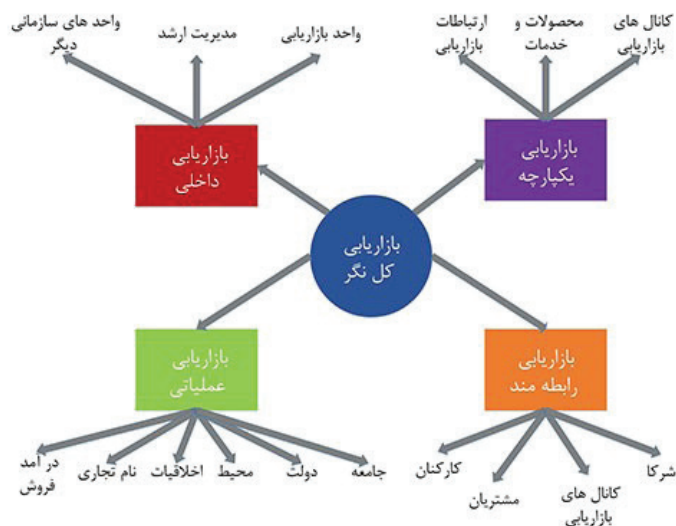 کانال های
بازاریابی
محصولات و
خدمات
ارتباطات
بازاریابی
واحد بازاریابی
مدیریت ارشد
واحد های سازمانی
دیگر
بازاریابی
یکپارچه
بازاریابی
داخلی
بازاریابی
کل نگر
بازاریابی
رابطه مند
بازاریابی
عملیاتی
شرکا
کانال های
بازاریابی
مشتریان
کارکنان
جامعه
دولت
محیط
اخلاقیات
نام تجاری
در آمد
فروش